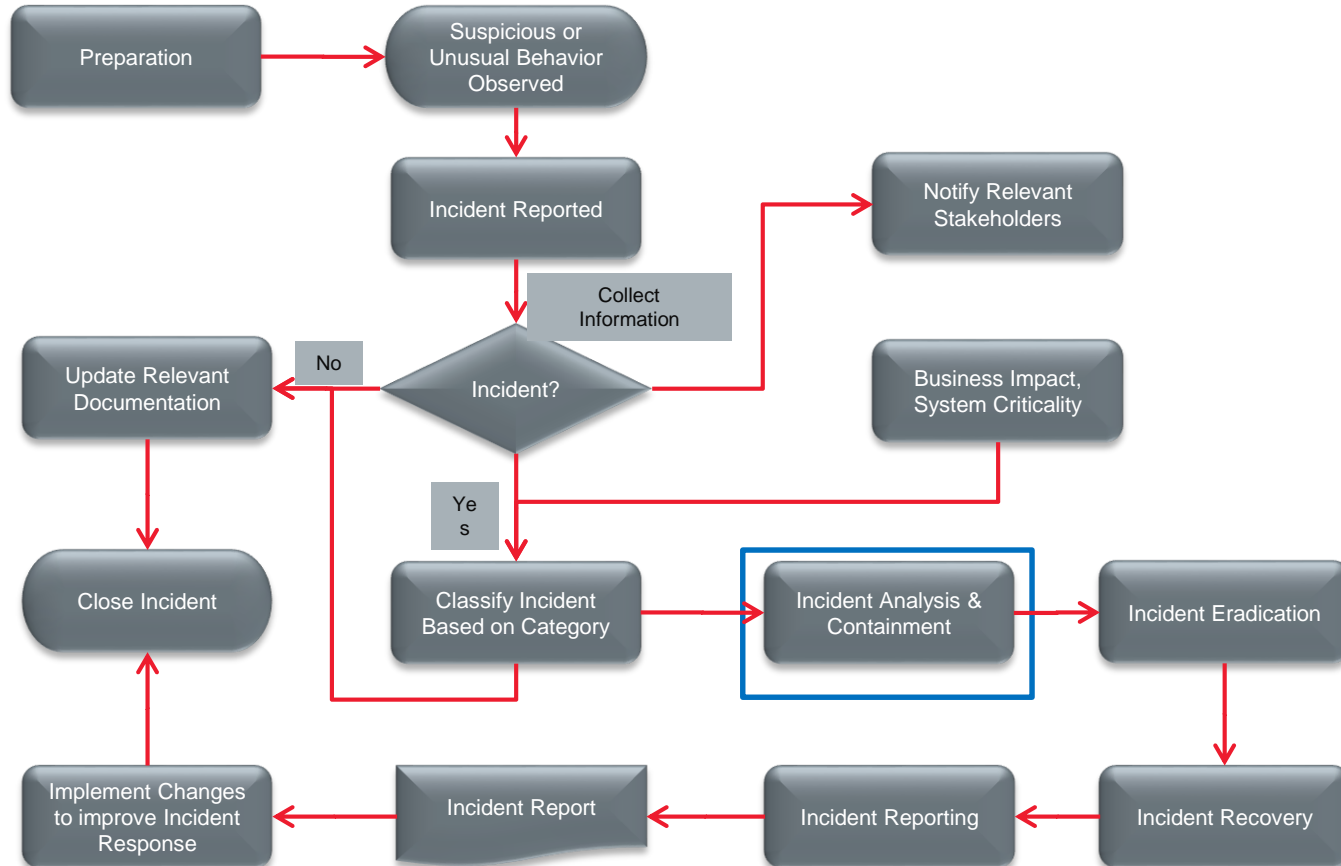 Preparation
Suspicious or
Unusual Behavior
Observed
Incident Reported
Notify Relevant
Stakeholders
Collect
Information
No
Update Relevant
Documentation
Incident?
Business Impact,
System Criticality
Ye
s
Close Incident
Classify Incident
Based on Category
Incident Analysis &
Containment
Incident Eradication
Implement Changes
to improve Incident
Response
Incident Report
Incident Reporting
Incident Recovery